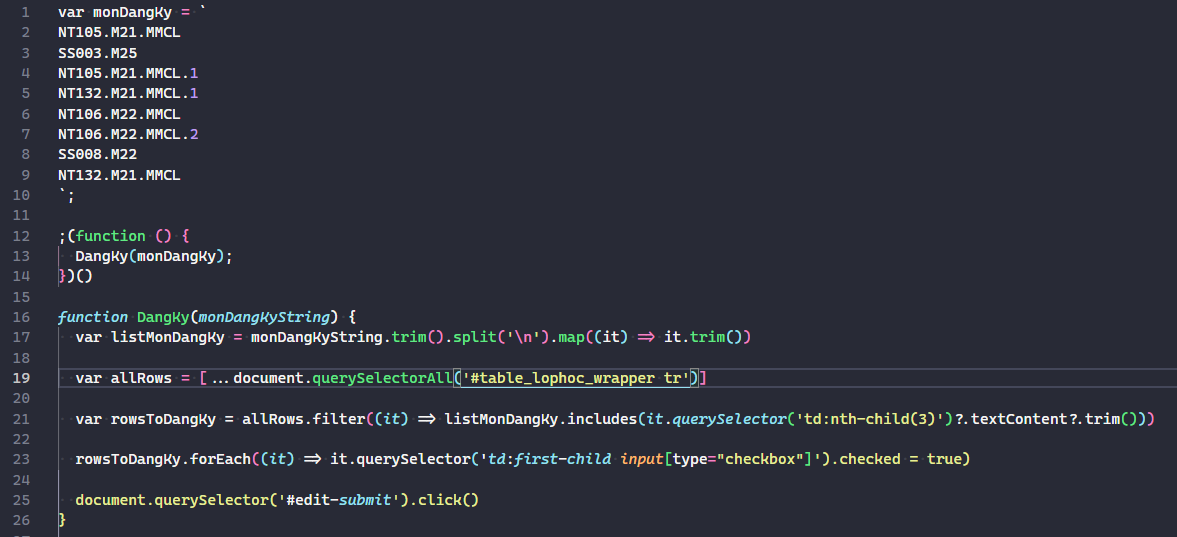 1 var monDangKy = `
2 NT105.M21.MMCL
3 SS003.M25
4 NT105.M21.MMCL.1
5 NT132.M21.MMCL.1
6 NT106.M22.MMCL
7 NT106.M22.MMCL.2
8 SS008.M22
9 NT132.M21.MMCL
10 `;
11
12 ;(function () {
13 DangKy(monDangKy);
14 })()
15
16 function DangKy(monDangKyString) {
17 var listMonDangKy = monDangKyString.trim().split('\n').map((it) => it.trim())
18
19 var allRows = [...document.querySelectorAll('#table_lophoc_wrapper tr')]
20
21 var rowsToDangKy = allRows.filter((it) => listMonDangKy.includes(it.querySelector('td:nth-child(3)')?.textContent?.trim()))
22
23 rowsToDangKy.forEach((it) => it.querySelector('td:first-child input[type="checkbox"]').checked = true)
24
25 document.querySelector('#edit-submit').click()
26 }